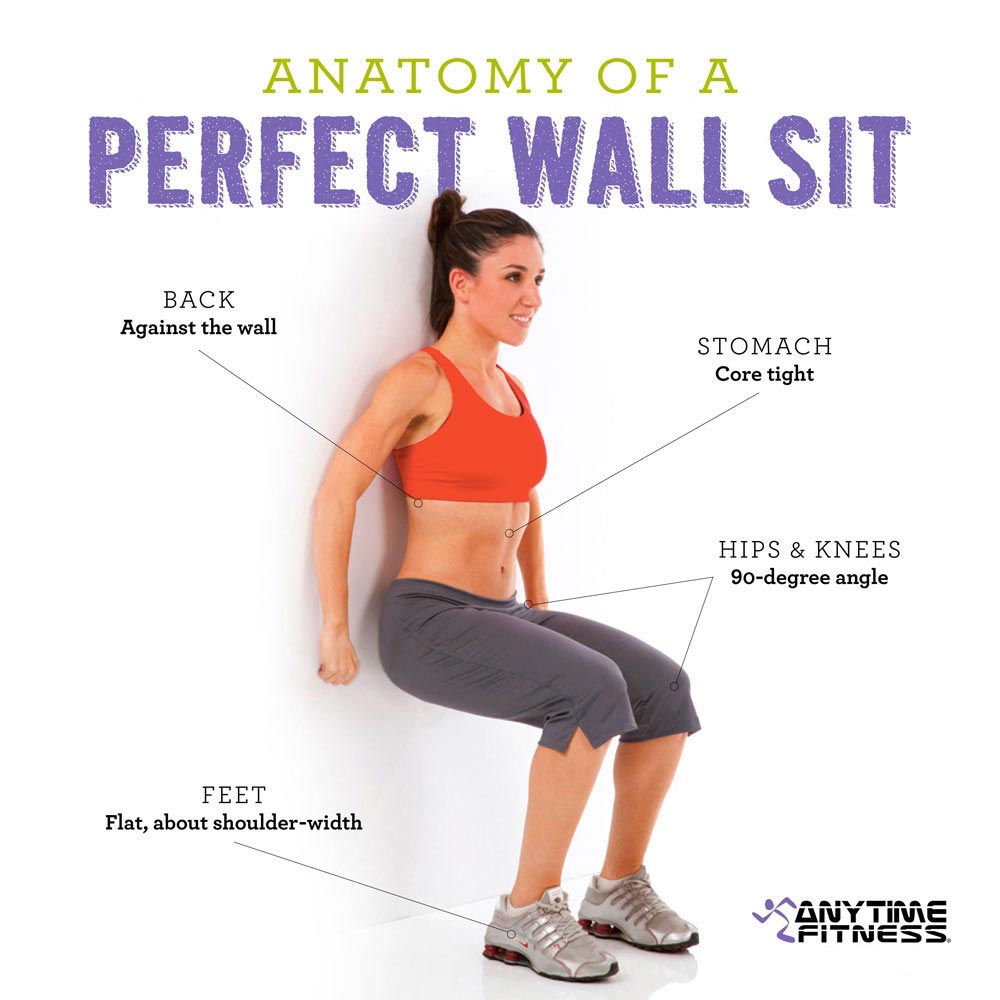 ANATOMY OF A
PERFECT WALL SIT
BACK
Against the wall
STOMACH
Core tight
HIPS & KNEES
90-degree angle
FEET
Flat, about shoulder-width
ANYTIME
FITNESS®